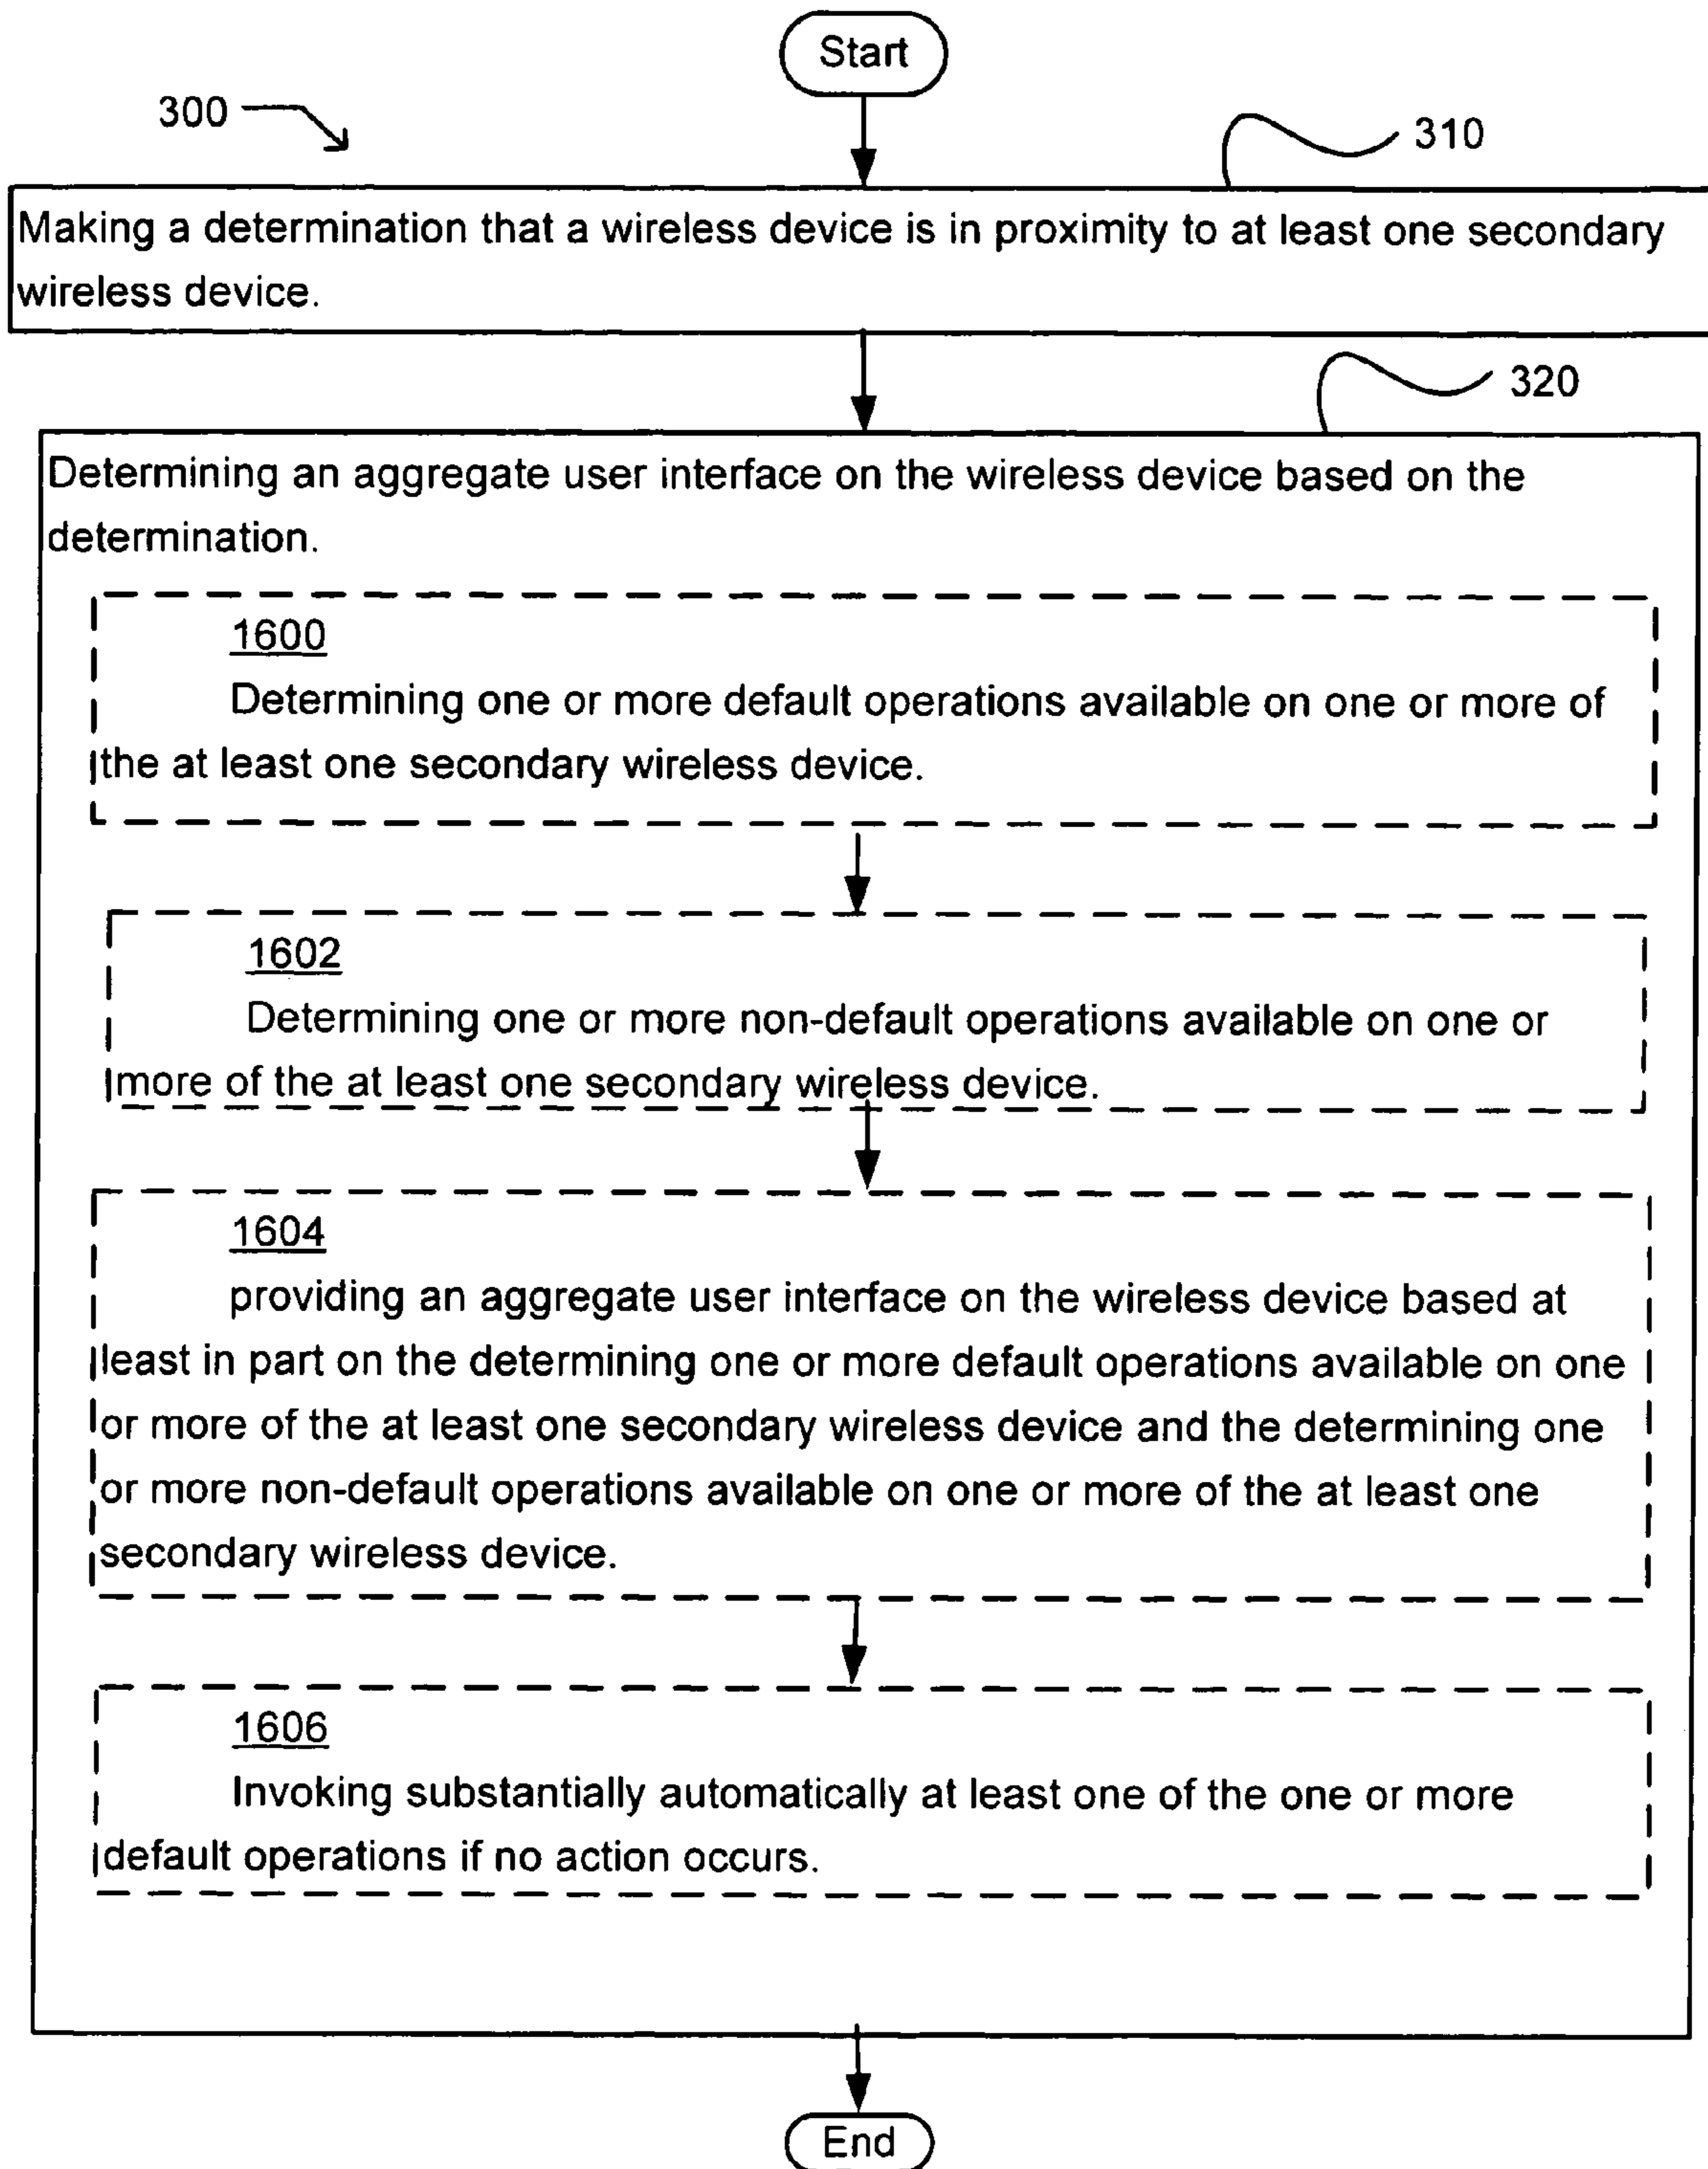 Start
300
310
Making a determination that a wireless device is in proximity to at least one secondary
wireless device.
320
Determining an aggregate user interface on the wireless device based on the
determination.
1600
Determining one or more default operations available on one or more of
the at least one secondary wireless device.
1602
Determining one or more non-default operations available on one or
more of the at least one secondary wireless device.
1604
providing an aggregate user interface on the wireless device based at
least in part on the determining one or more default operations available on one
or more of the at least one secondary wireless device and the determining one
or more non-default operations available on one or more of the at least one
secondary wireless device.
1606
Invoking substantially automatically at least one of the one or more
default operations if no action occurs.
End